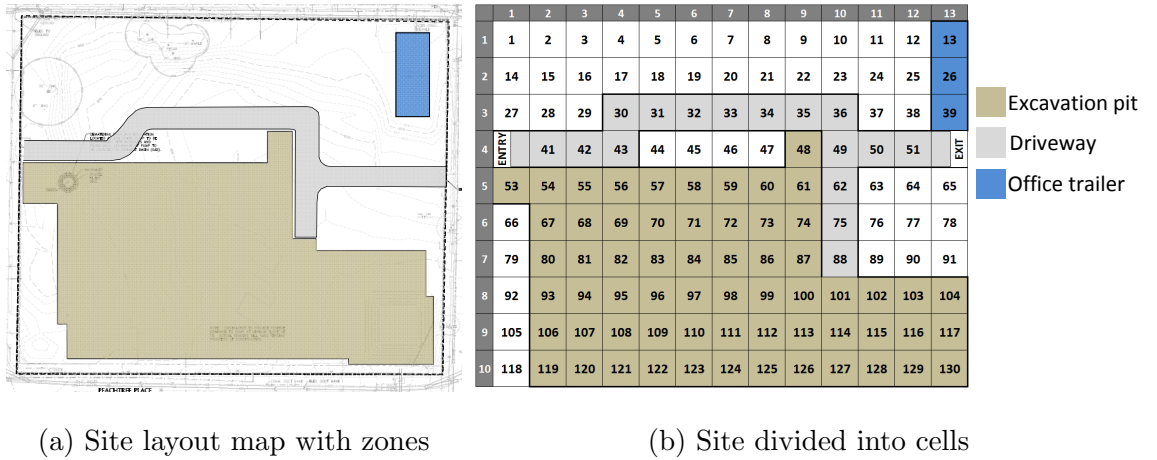 1 2 3 4 5 6 7 8 9 10 11 12 13
1 1 2 3 4 5 6 7 8 9 10 11 12 13
2 14 15 16 17 18 19 20 21 22 23 24 25 26
3 27 28 29 30 31 32 33 34 35 36 37 38 39
4 ENTRY 41 42 43 44 45 46 47 48 49 50 51 EXIT
5 53 54 55 56 57 58 59 60 61 62 63 64 65
6 66 67 68 69 70 71 72 73 74 75 76 77 78
7 79 80 81 82 83 84 85 86 87 88 89 90 91
8 92 93 94 95 96 97 98 99 100 101 102 103 104
9 105 106 107 108 109 110 111 112 113 114 115 116 117
10 118 119 120 121 122 123 124 125 126 127 128 129 130
Excavation pit
Driveway
Office trailer
PEACHTREE PLACE
(a) Site layout map with zones
(b) Site divided into cells